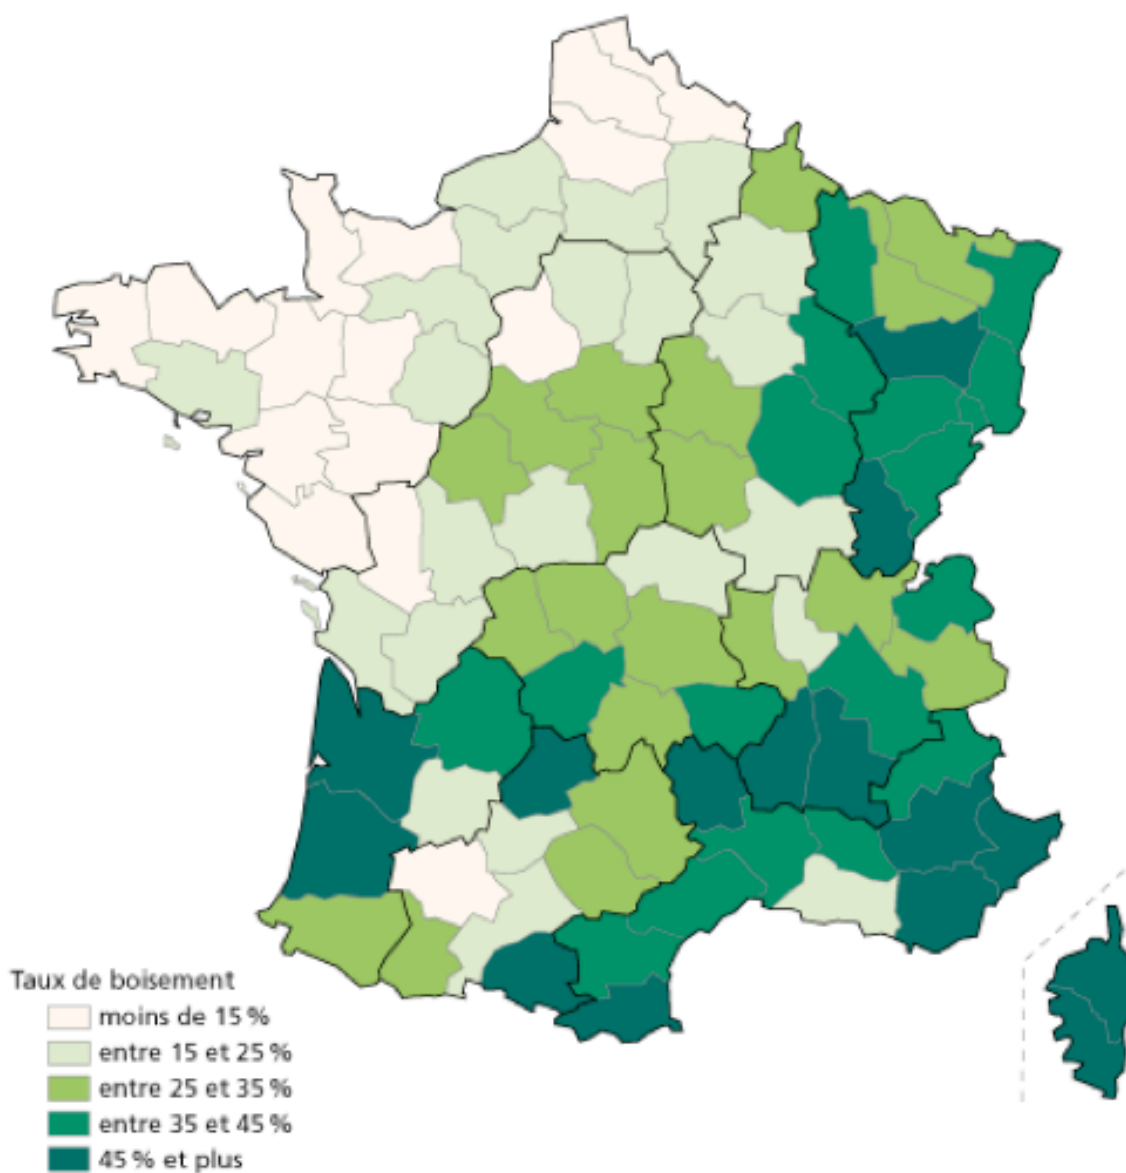 Taux de boisement
moins de 15 %
entre 15 et 25 %
entre 25 et 35 %
entre 35 et 45 %
45 % et plus